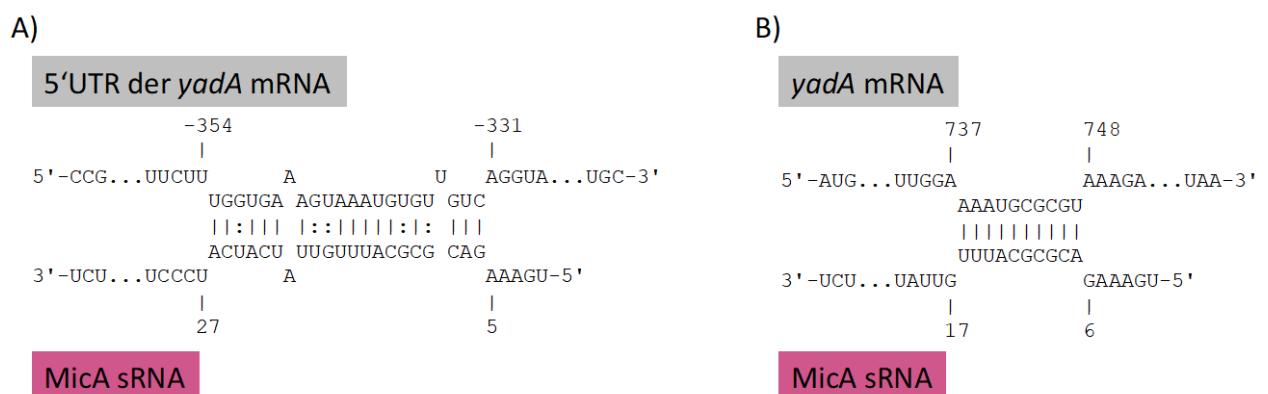 A)
5‘UTR der yadA mRNA
-354 -331
| |
5'-CCG...UUCUU A U AGGUA...UGC-3'
UGGUGA AGUAAAUGUGU GUC
||:||| |::|||||:|: |||
ACUACU UUGUUUACGCG CAG
3'-UCU...UCCCU A AAAGU-5'
| |
27 5
MicA sRNA
B)
yadA mRNA
737 748
| |
5'-AUG...UUGGA AAAGA...UAA-3'
AAAUGCGCGU
||||||||||
UUUACGCGCA
3'-UCU...UAUUG GAAAGU-5'
| |
17 6
MicA sRNA